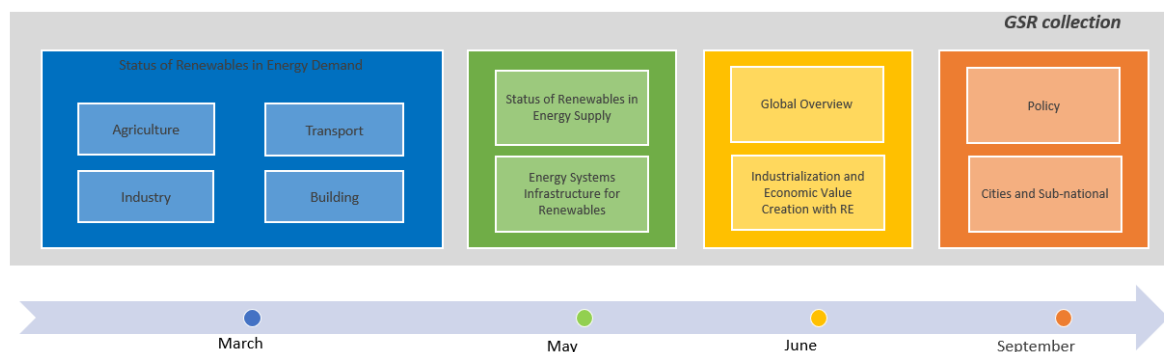 GSR collection
Status of Renewables in Energy Demand
Agriculture
Transport
Industry
Building
Status of Renewables in
Energy Supply
Energy Systems
Infrastructure for
Renewables
Global Overview
Industrialization and
Economic Value
Creation with RE
Policy
Cities and Sub-national
March
May
June
September